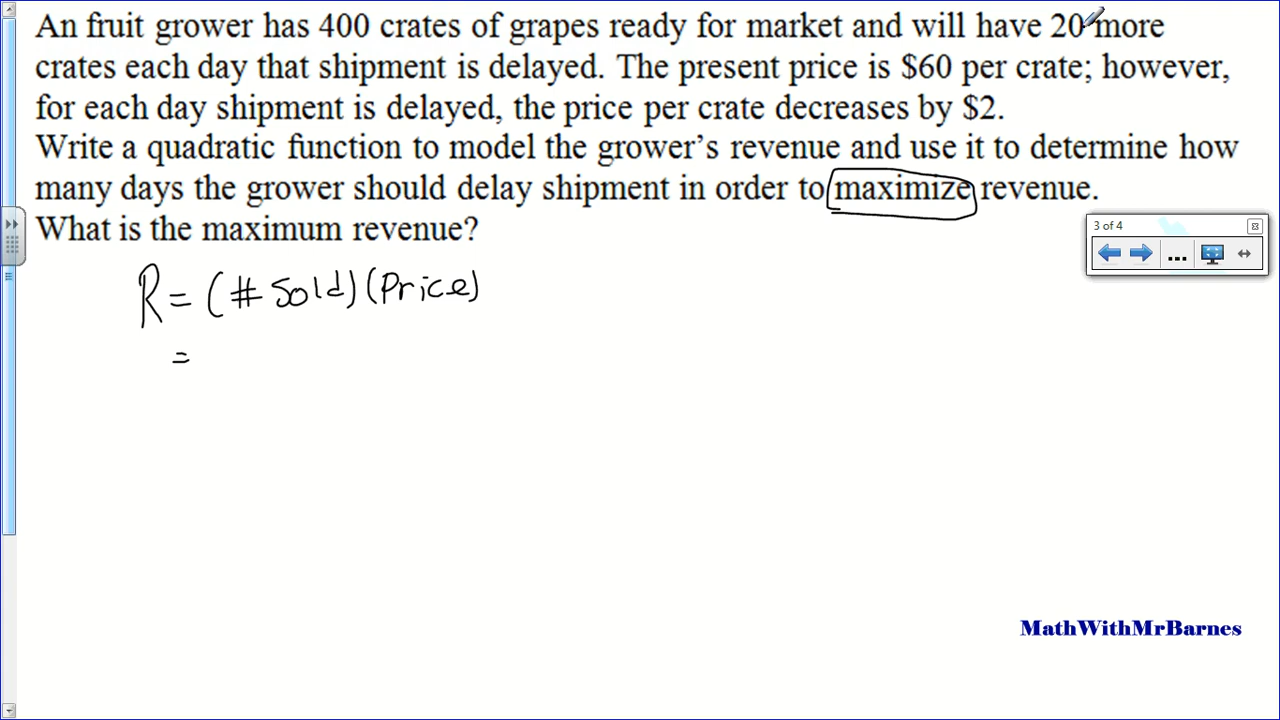 An fruit grower has 400 crates of grapes ready for market and will have 20 more
crates each day that shipment is delayed. The present price is $60 per crate; however,
for each day shipment is delayed, the price per crate decreases by $2.
Write a quadratic function to model the grower's revenue and use it to determine how
many days the grower should delay shipment in order to maximize revenue.
What is the maximum revenue?
3 of 4
...
R = (# Sold)(Price)
=
MathWithMrBarnes